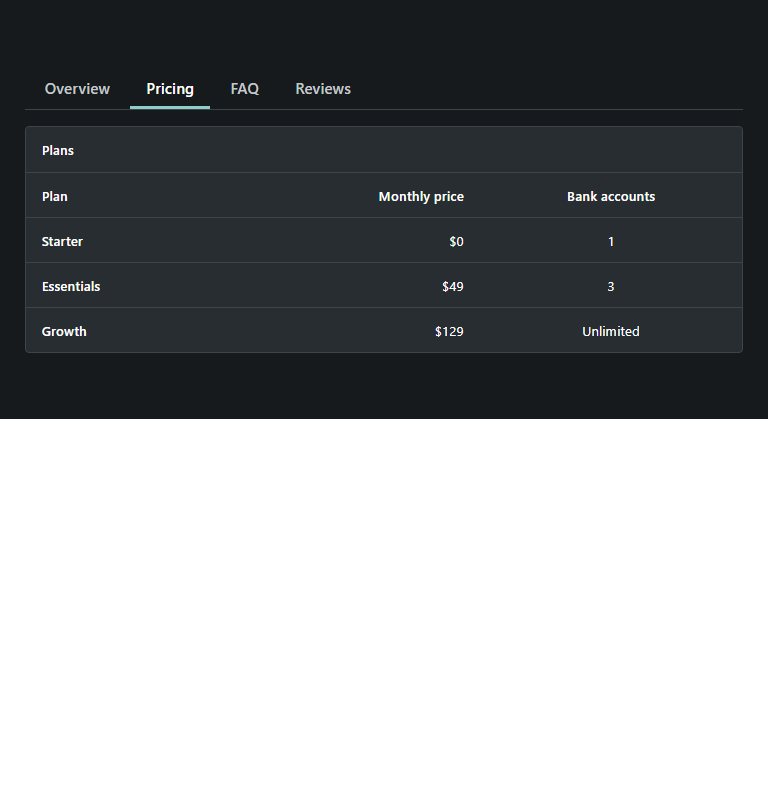 Overview Pricing FAQ Reviews
Plans
Plan Monthly price Bank accounts
Starter $0 1
Essentials $49 3
Growth $129 Unlimited